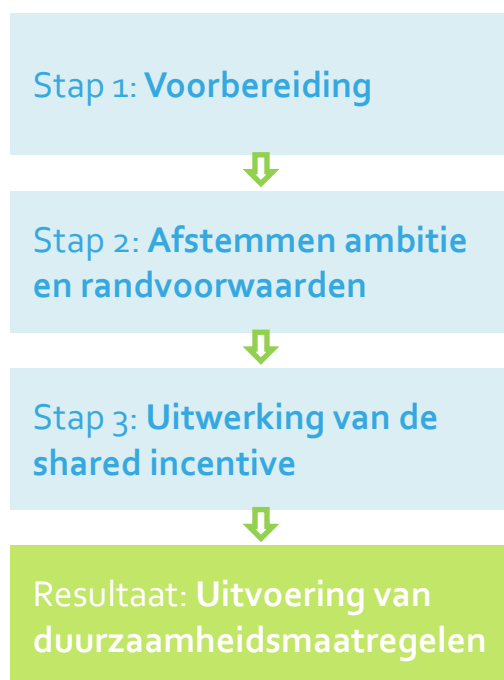 Stap 1: Voorbereiding
Stap 2: Afstemmen ambitie
en randvoorwaarden
Stap 3: Uitwerking van de
shared incentive
Resultaat: Uitvoering van
duurzaamheidsmaatregelen